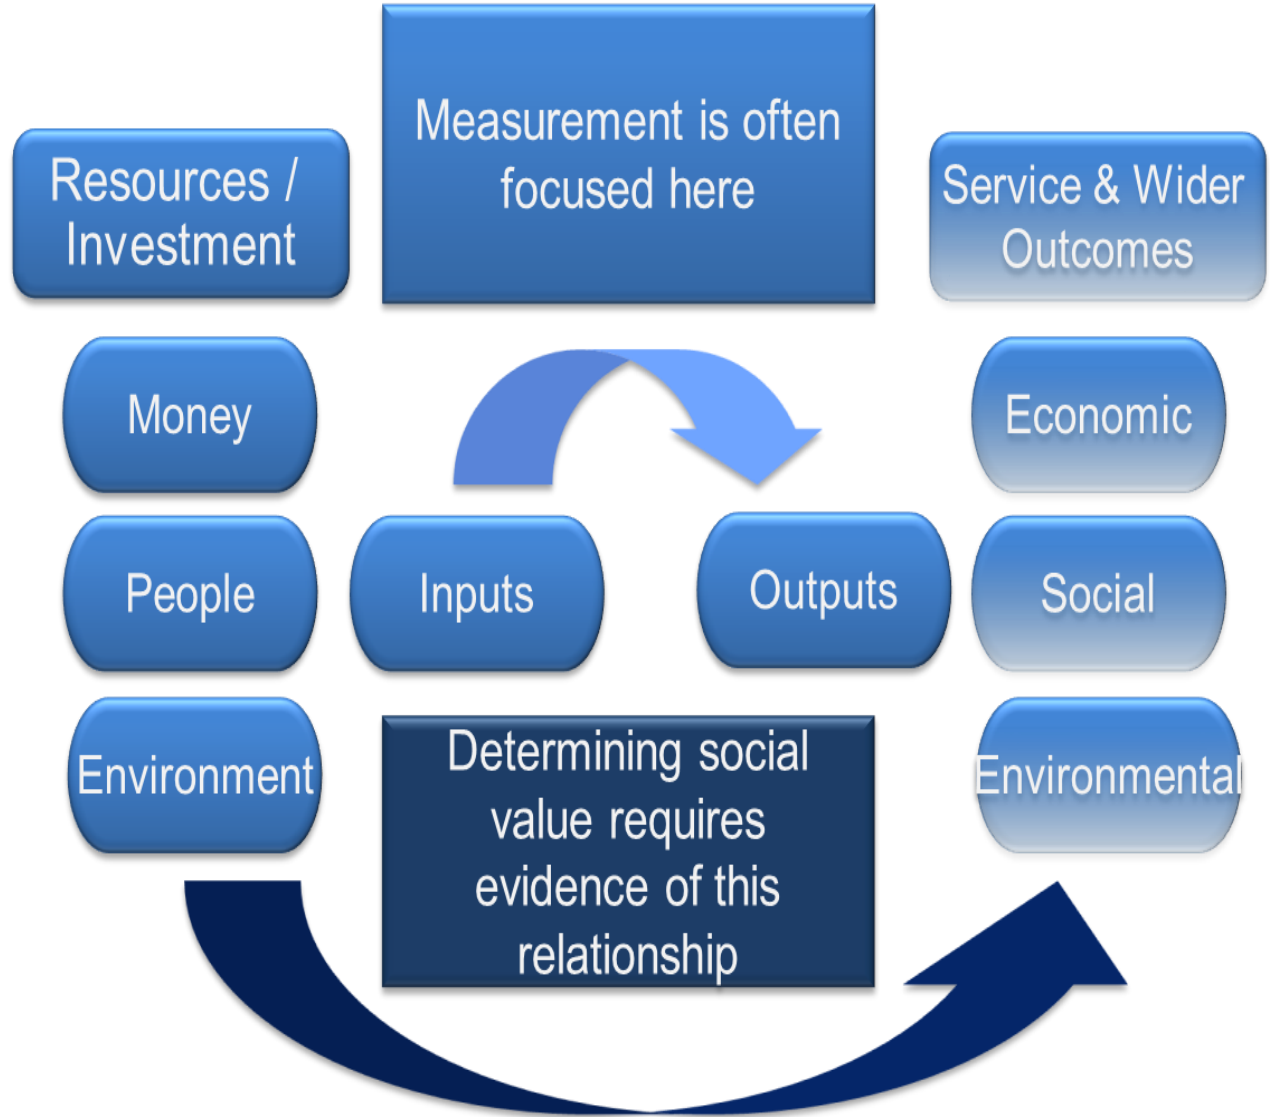 Measurement is often
focused here
Resources /
Investment
Service & Wider
Outcomes
Money
Economic
People
Inputs
Outputs
Social
Environment
Environmental
Determining social
value requires
evidence of this
relationship